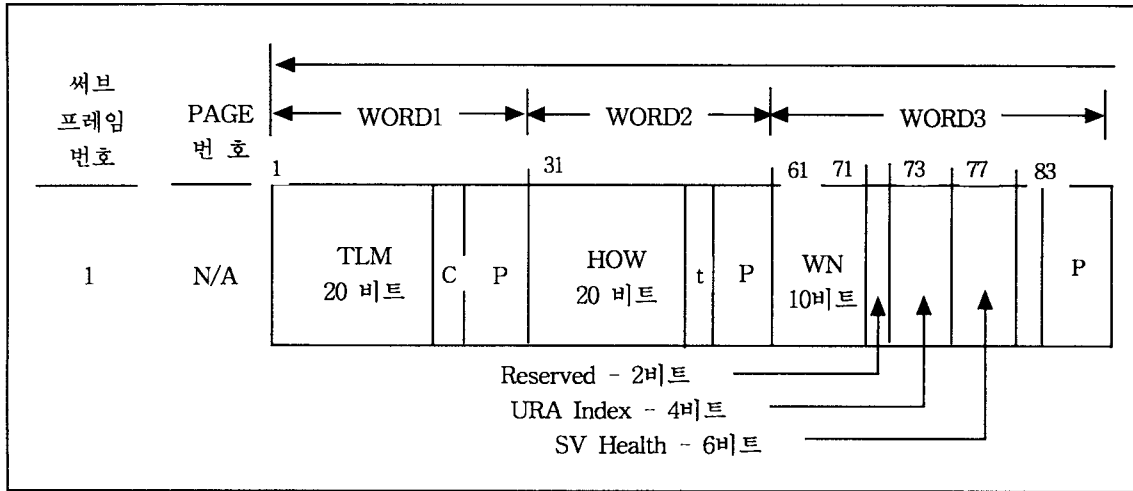 써브
프레임
번호
PAGE
번 호
WORD1
WORD2
WORD3
1
31
61
71
73
77
83
1
N/A
TLM
20 비트
C
P
HOW
20 비트
t
P
WN
10비트
P
Reserved - 2비트
URA Index - 4비트
SV Health - 6비트